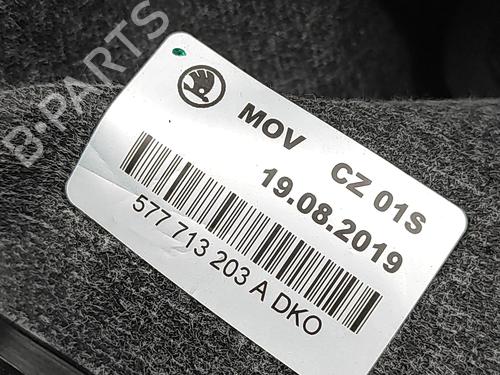 B-PARTS
MOV CZ 01S
19.08.2019
577 713 203 A DKO